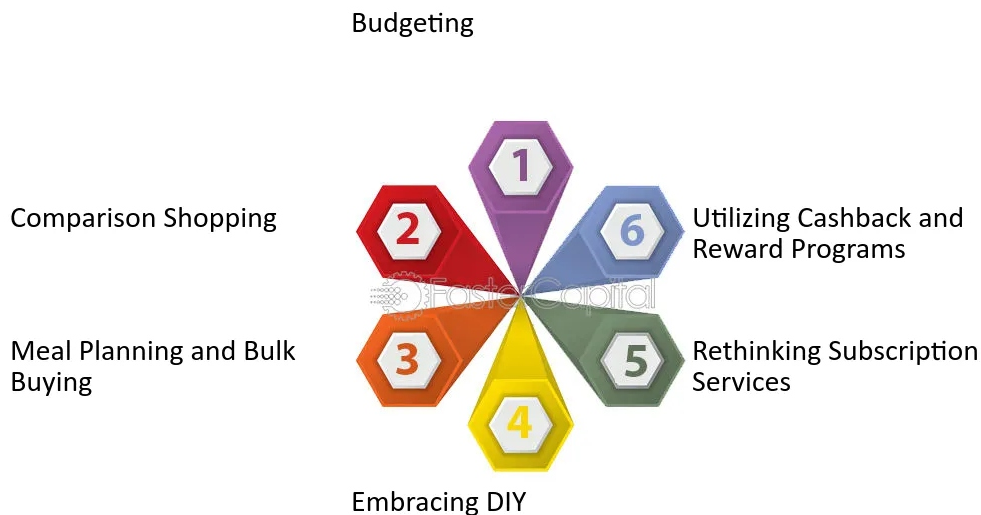 Budgeting
1
Comparison Shopping
2
6
Utilizing Cashback and
Reward Programs
FasterCapital
Meal Planning and Bulk
Buying
3
5
Rethinking Subscription
Services
4
Embracing DIY